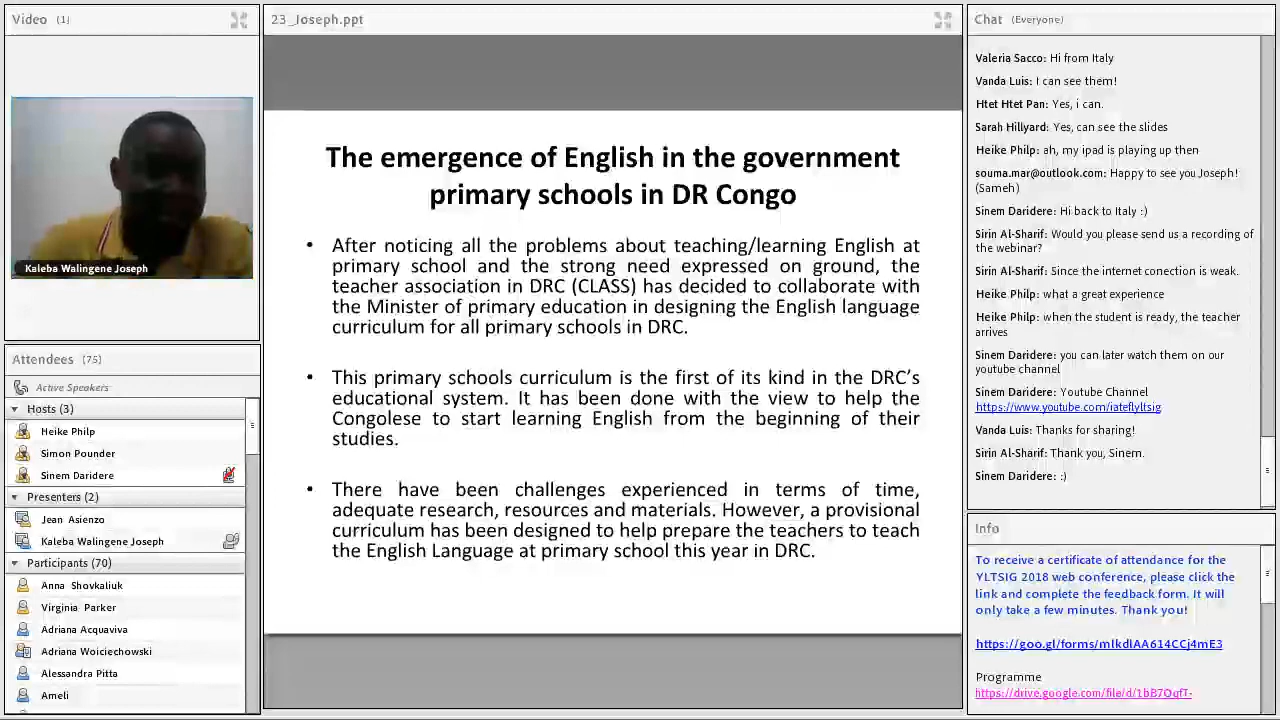 Video (1)
Kaleba Walingene Joseph
Attendees (75)
Active Speakers
Hosts (3)
Heike Philp
Simon Pounder
Sinem Daridere
Presenters (2)
Jean Asienzo
Kaleba Walingene Joseph
Participants (70)
Anna Shovkaliuk
Virginia Parker
Adriana Acquaviva
Adriana Woiciechowski
Alessandra Pitta
Ameli
23_Joseph.ppt
The emergence of English in the government
primary schools in DR Congo
• After noticing all the problems about teaching/learning English at
primary school and the strong need expressed on ground, the
teacher association in DRC (CLASS) has decided to collaborate with
the Minister of primary education in designing the English language
curriculum for all primary schools in DRC.
• This primary schools curriculum is the first of its kind in the DRC’s
educational system. It has been done with the view to help the
Congolese to start learning English from the beginning of their
studies.
• There have been challenges experienced in terms of time,
adequate research, resources and materials. However, a provisional
curriculum has been designed to help prepare the teachers to teach
the English Language at primary school this year in DRC.
Chat (Everyone)
Valeria Sacco: Hi from Italy
Vanda Luis: I can see them!
Htet Htet Pan: Yes, i can.
Sarah Hillyard: Yes, can see the slides
Heike Philp: ah, my ipad is playing up then
souma.mar@outlook.com: Happy to see you Joseph!
(Sameh)
Sinem Daridere: Hi back to Italy :)
Sirin Al-Sharif: Would you please send us a recording of
the webinar?
Sirin Al-Sharif: Since the internet conection is weak.
Heike Philp: what a great experience
Heike Philp: when the student is ready, the teacher
arrives
Sinem Daridere: you can later watch them on our
youtube channel
Sinem Daridere: Youtube Channel
https://www.youtube.com/iateflyltsig
Vanda Luis: Thanks for sharing!
Sirin Al-Sharif: Thank you, Sinem.
Sinem Daridere: :)
Info
To receive a certificate of attendance for the
YLTSIG 2018 web conference, please click the
link and complete the feedback form. It will
only take a few minutes. Thank you!
https://goo.gl/forms/mlkdlAA614CCj4mE3
Programme
https://drive.google.com/file/d/1bB7OqfT-